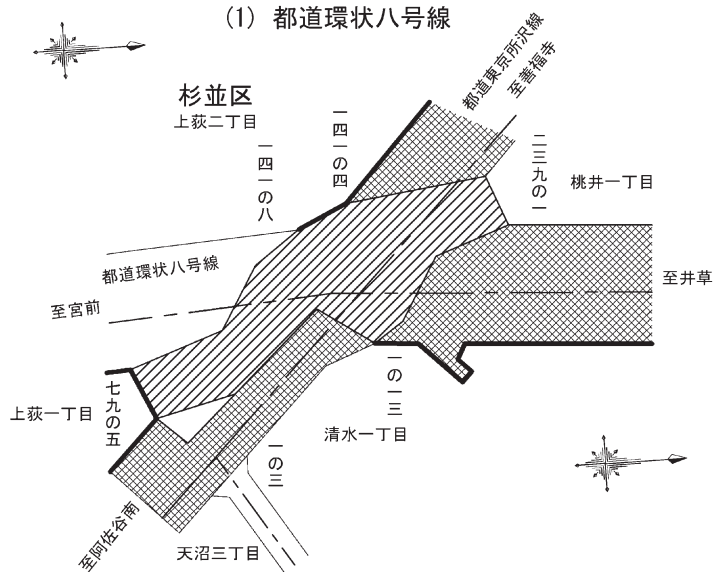 (1) 都道環状八号線
都道東京所沢線
至善福寺
杉並区
上荻二丁目
一四一の四
一四一の八
二三九の一
桃井一丁目
都道環状八号線
至宮前
至井草
七九の五
上荻一丁目
一の一三
清水一丁目
一の三
至阿佐谷南
天沼三丁目